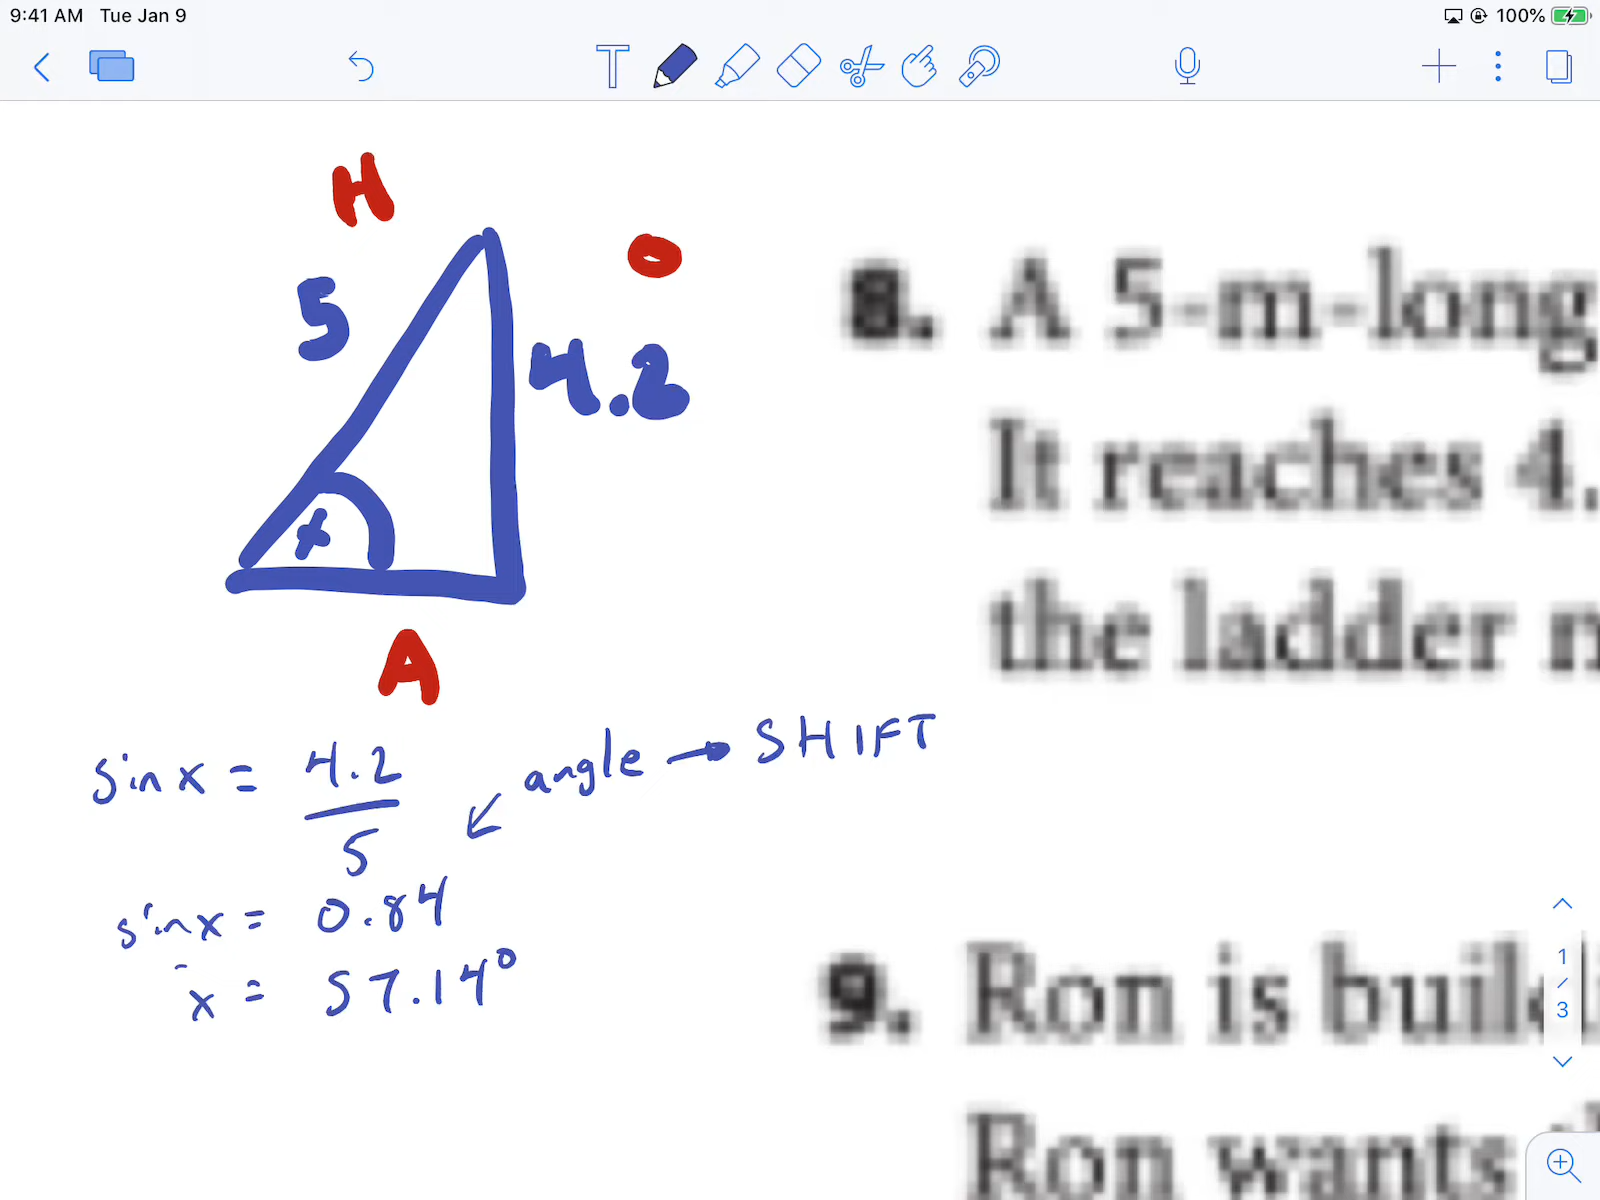 9:41 AM Tue Jan 9
100%
T
H
O
5
4.2
x
A
8. A 5-m-long
It reaches 4.
the ladder
sin x = 4.2
5
angle → SHIFT
sin x = 0.84
x = 57.14°
9. Ron is buil
Ron wants
1
/
3